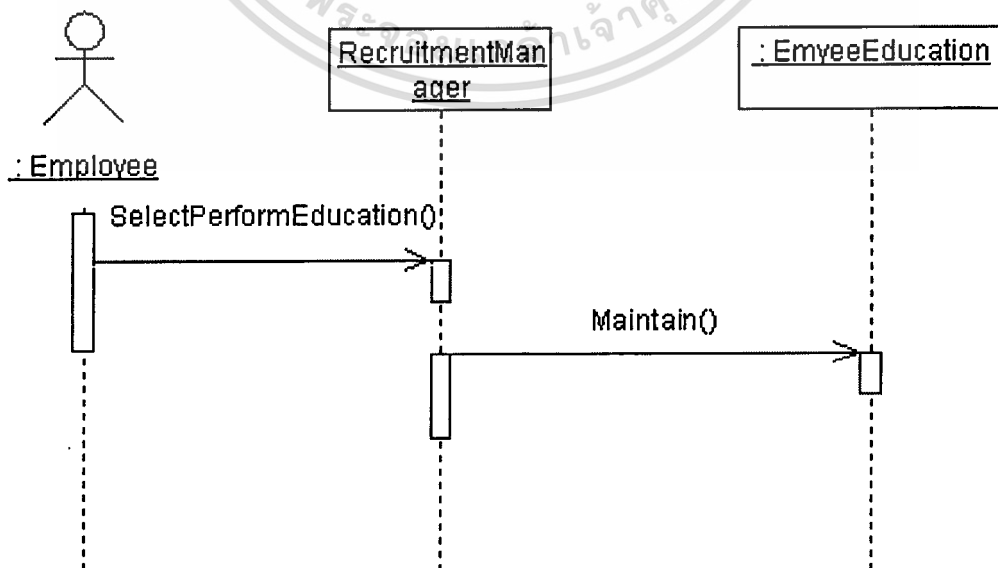 RecruitmentMan
ager
: EmyeeEducation
: Employee
SelectPerformEducation()
Maintain()